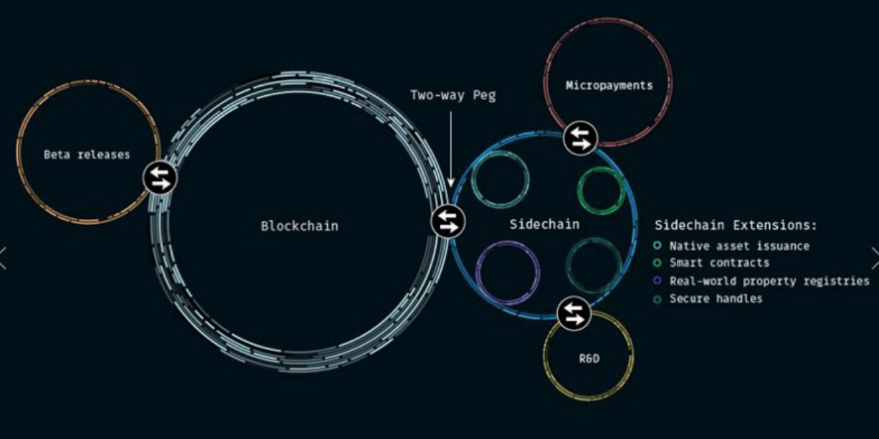 Two-way Peg
Micropayments
Beta releases
Blockchain
Sidechain
Sidechain Extensions:
Native asset issuance
Smart contracts
Real-world property registries
Secure handles
R&D